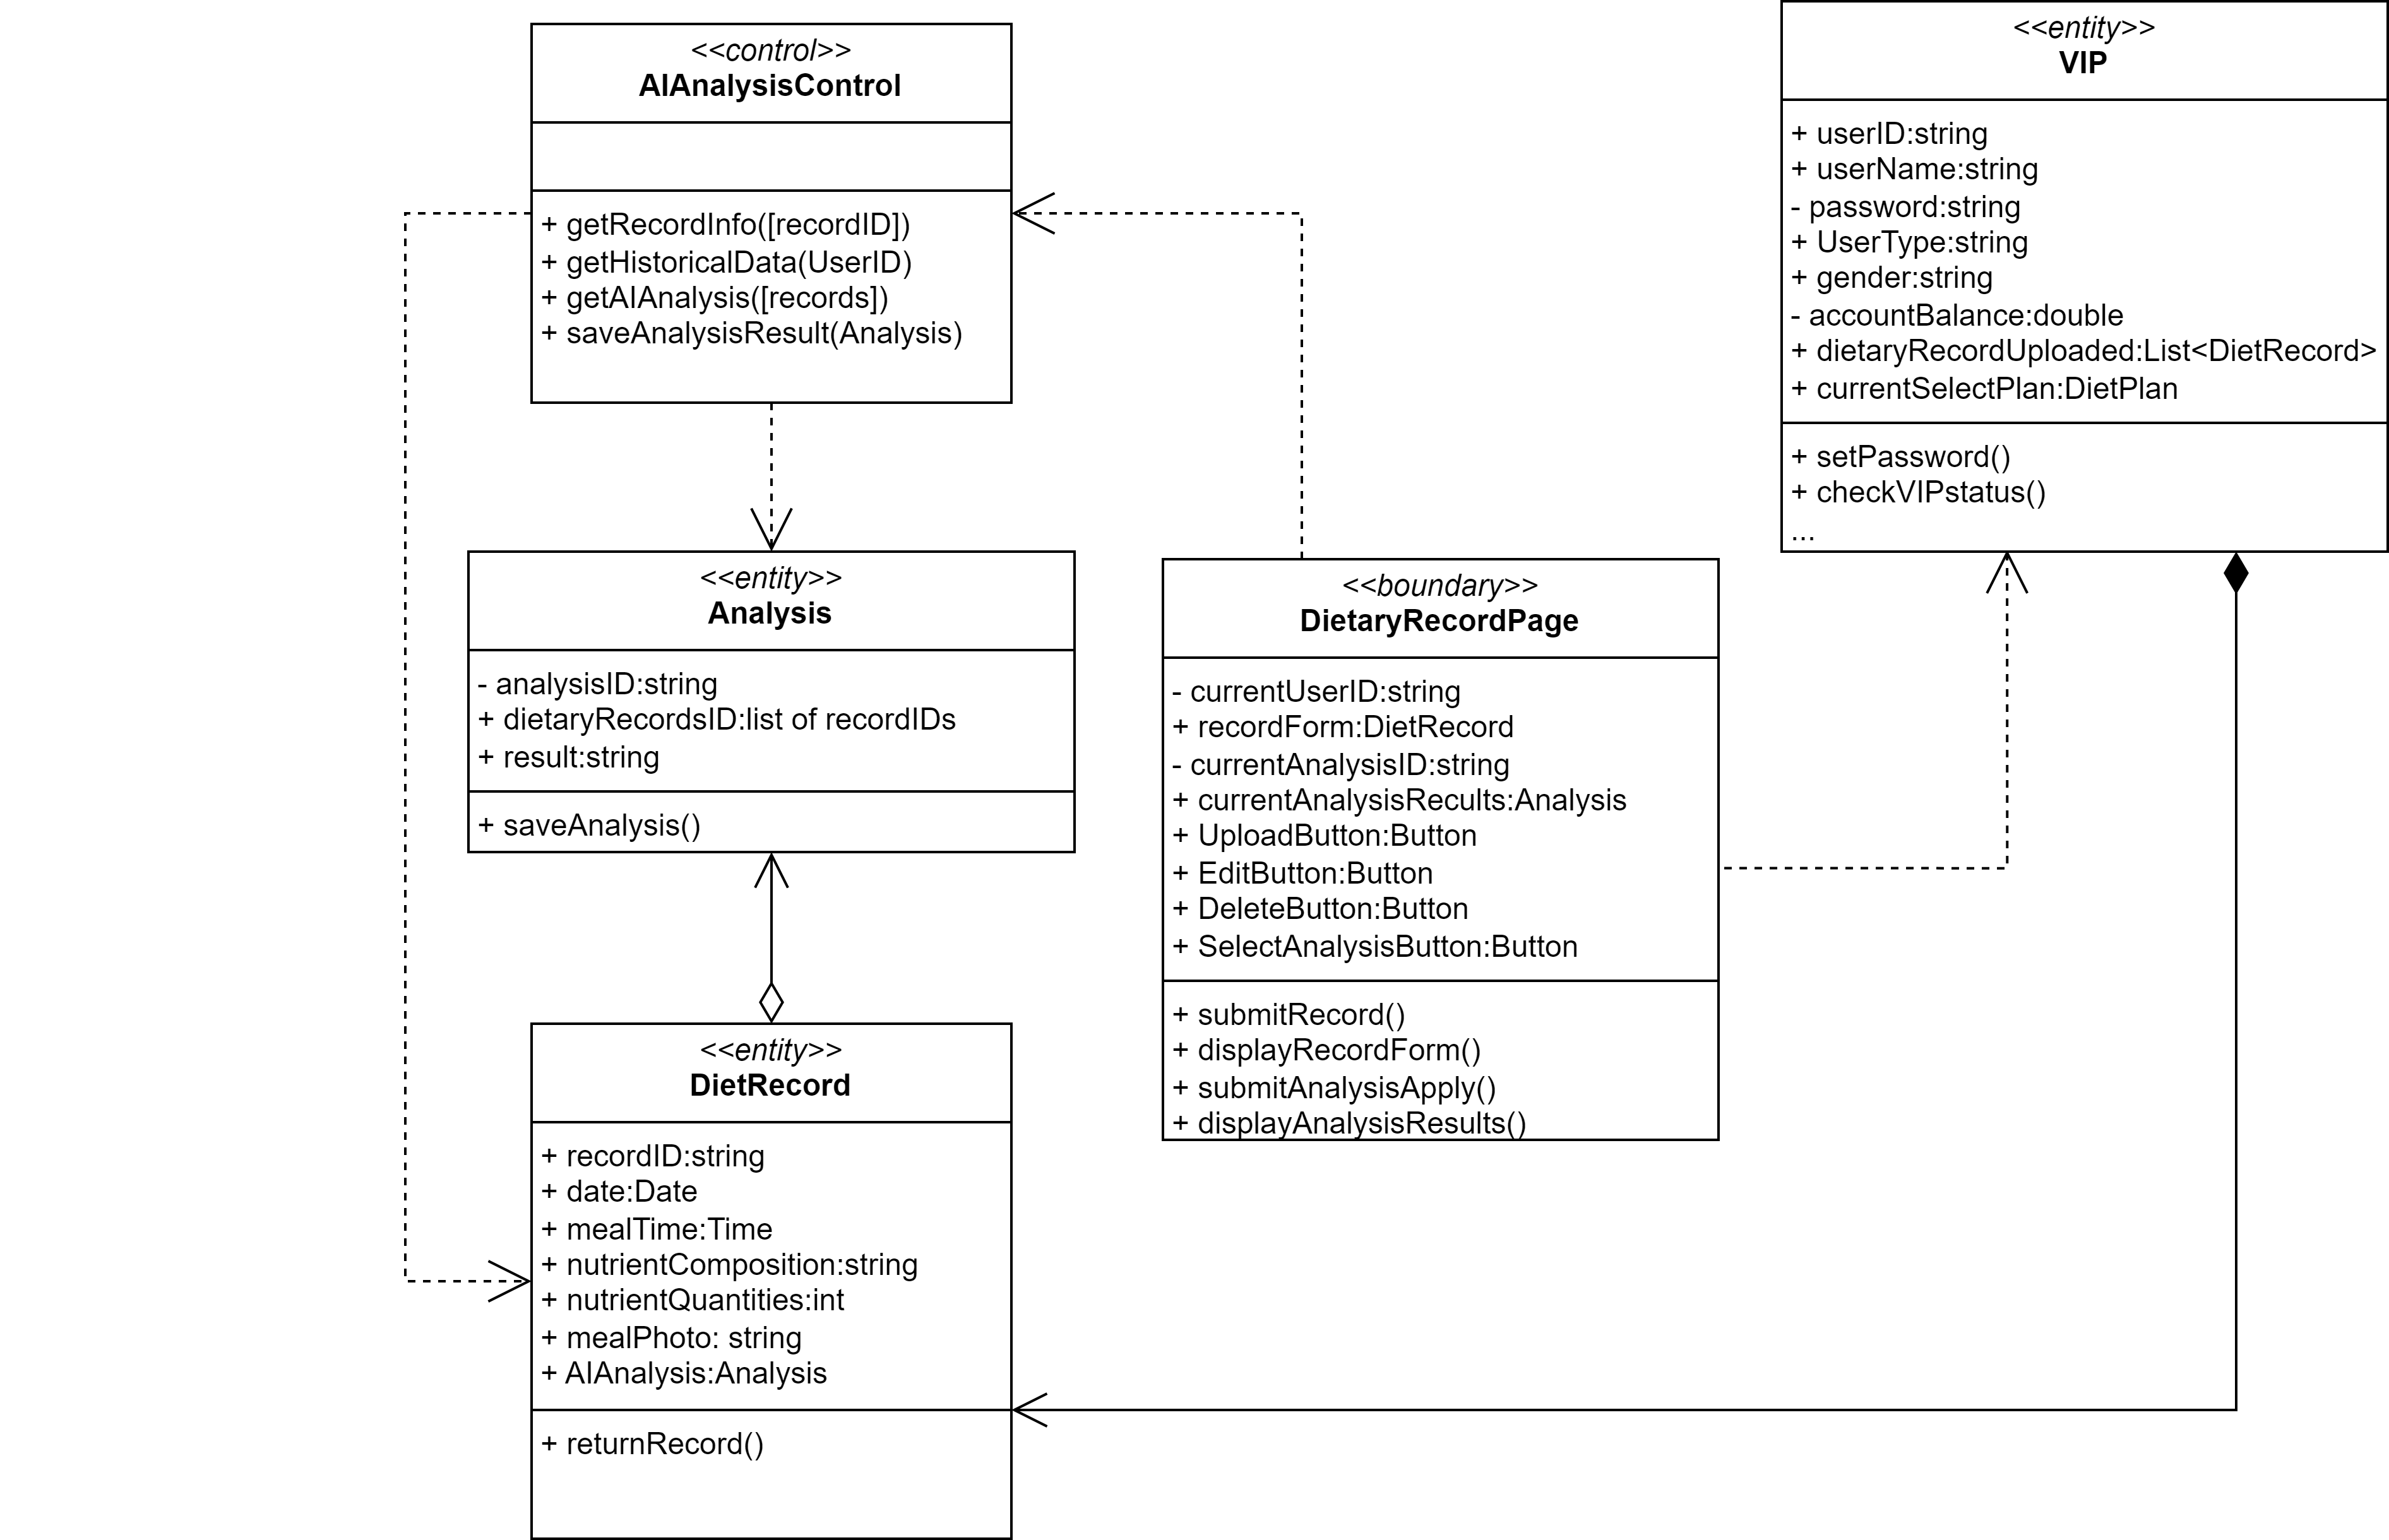 <<control>>
AIAnalysisControl
+ getRecordInfo([recordID])
+ getHistoricalData(UserID)
+ getAIAnalysis([records])
+ saveAnalysisResult(Analysis)
<<entity>>
VIP
+ userID:string
+ userName:string
- password:string
+ UserType:string
+ gender:string
- accountBalance:double
+ dietaryRecordUploaded:List<DietRecord>
+ currentSelectPlan:DietPlan
+ setPassword()
+ checkVIPstatus()
...
<<entity>>
Analysis
- analysisID:string
+ dietaryRecordsID:list of recordIDs
+ result:string
+ saveAnalysis()
<<boundary>>
DietaryRecordPage
- currentUserID:string
+ recordForm:DietRecord
- currentAnalysisID:string
+ currentAnalysisRecults:Analysis
+ UploadButton:Button
+ EditButton:Button
+ DeleteButton:Button
+ SelectAnalysisButton:Button
+ submitRecord()
+ displayRecordForm()
+ submitAnalysisApply()
+ displayAnalysisResults()
<<entity>>
DietRecord
+ recordID:string
+ date:Date
+ mealTime:Time
+ nutrientComposition:string
+ nutrientQuantities:int
+ mealPhoto: string
+ AIAnalysis:Analysis
+ returnRecord()